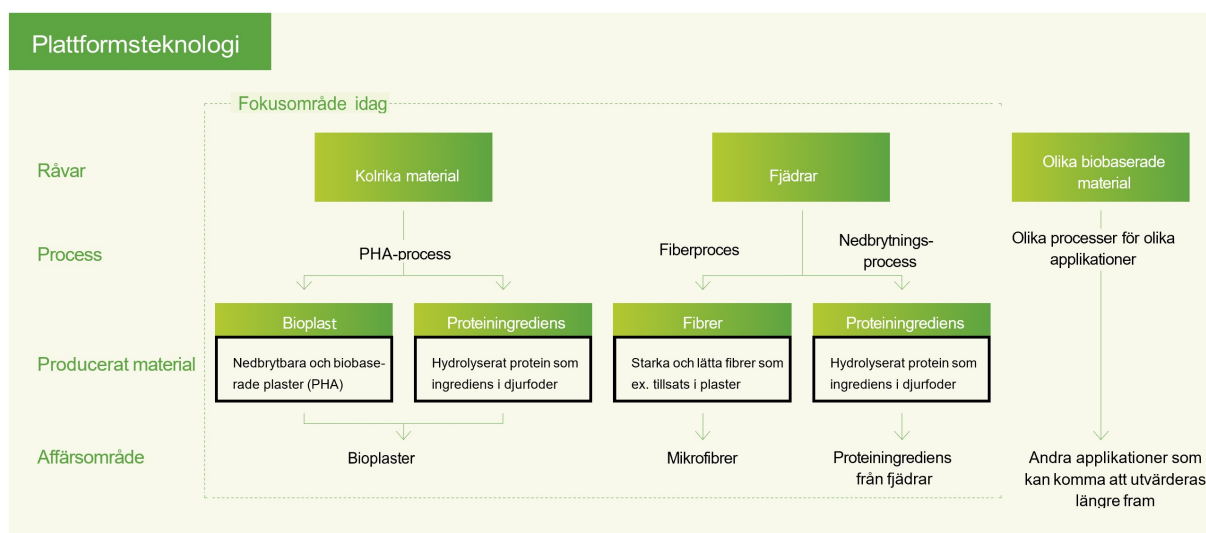 Plattformsteknologi
Fokusområde idag
Råvar
Kolrika material
Fjädrar
Olika biobaserade
material
Process
PHA-process
Fiberproces
Nedbrytnings-
process
Olika processer för olika
applikationer
Producerat material
Bioplast
Nedbrytbara och biobase-
rade plaster (PHA)
Proteiningrediens
Hydrolyserat protein som
ingrediens i djurfoder
Fibrer
Starka och lätta fibrer som
ex. tillsats i plaster
Proteiningrediens
Hydrolyserat protein som
ingrediens i djurfoder
Affärsområde
Bioplaster
Mikrofibrer
Proteiningrediens
från fjädrar
Andra applikationer som
kan komma att utvärderas
längre fram